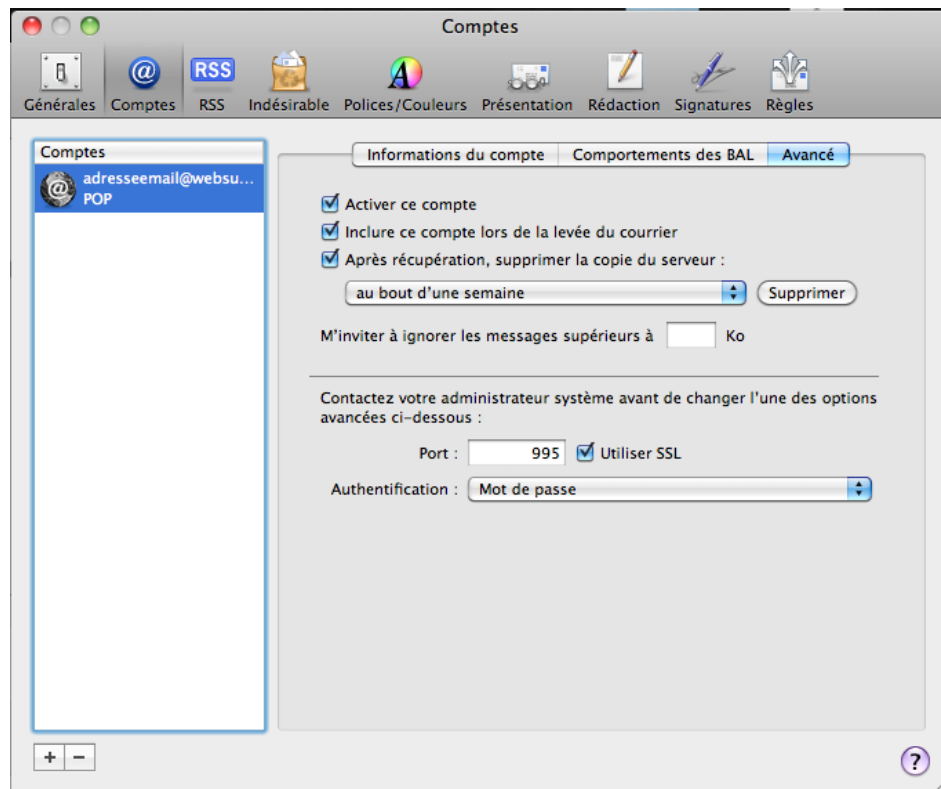 Comptes
RSS
Générales Comptes RSS Indésirable Polices/Couleurs Présentation Rédaction Signatures Règles
Comptes
adresseemail@websu...
POP
Informations du compte Comportements des BAL Avancé
Activer ce compte
Inclure ce compte lors de la levée du courrier
Après récupération, supprimer la copie du serveur :
au bout d'une semaine Supprimer
M'inviter à ignorer les messages supérieurs à Ko
Contactez votre administrateur système avant de changer l'une des options
avancées ci-dessous :
Port : 995 Utiliser SSL
Authentification : Mot de passe
+ − ?